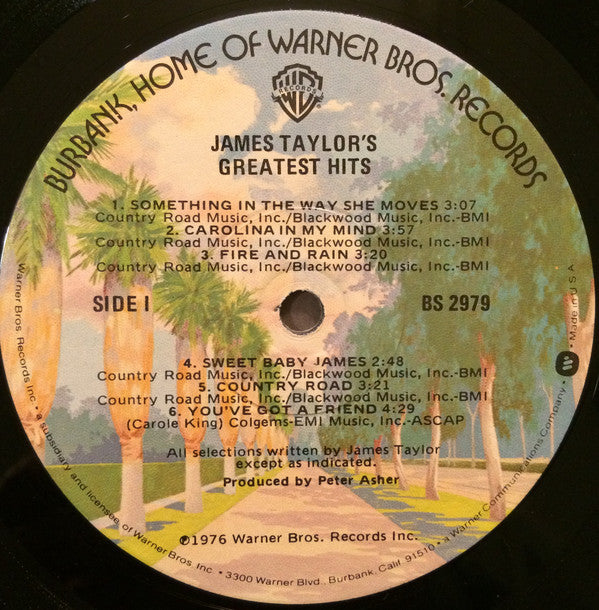 BURBANK, HOME OF WARNER BROS. RECORDS
WB
RECORDS
JAMES TAYLOR'S
GREATEST HITS
1. SOMETHING IN THE WAY SHE MOVES 3:07
Country Road Music, Inc./Blackwood Music, Inc.-BMI
2. CAROLINA IN MY MIND 3:57
Country Road Music, Inc./Blackwood Music, Inc.-BMI
3. FIRE AND RAIN 3:20
Country Road Music, Inc./Blackwood Music, Inc.-BMI
SIDE I
BS 2979
4. SWEET BABY JAMES 2:48
Country Road Music, Inc./Blackwood Music, Inc.-BMI
5. COUNTRY ROAD 3:21
Country Road Music, Inc./Blackwood Music, Inc.-BMI
6. YOU'VE GOT A FRIEND 4:29
(Carole King) Colgems-EMI Music, Inc.-ASCAP
All selections written by James Taylor
except as indicated.
Produced by Peter Asher
℗1976 Warner Bros. Records Inc.
Warner Bros. Records Inc. • a subsidiary and licensee of Warner Bros. Inc. • 3300 Warner Blvd., Burbank, Calif. 91510 • a Warner Communications Company • Made in U.S.A.